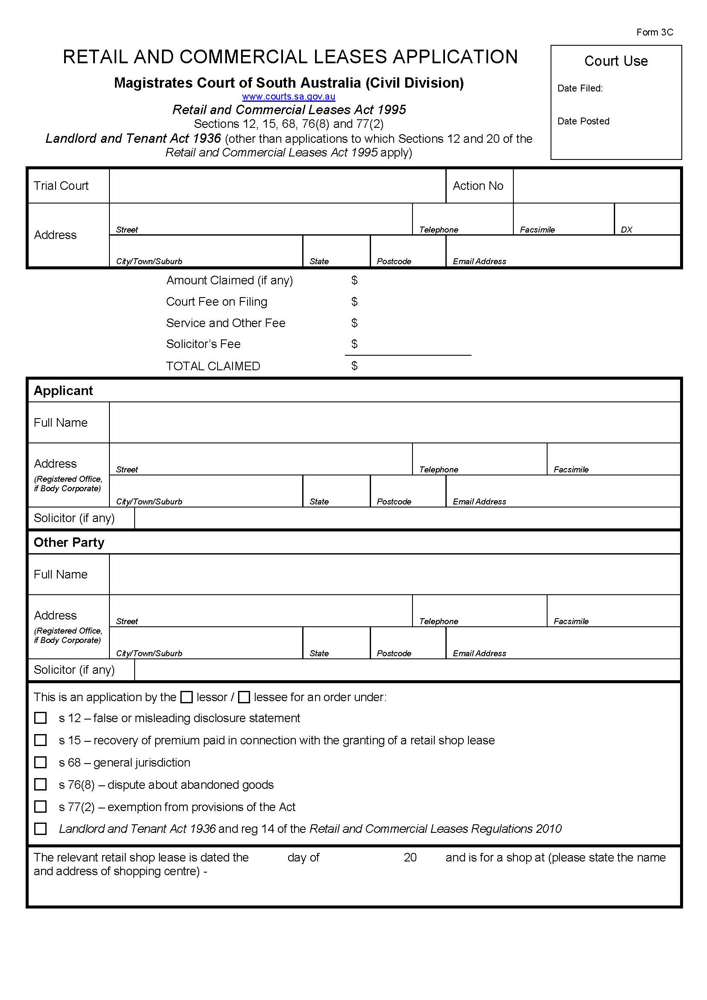 Form 3C
RETAIL AND COMMERCIAL LEASES APPLICATION
Magistrates Court of South Australia (Civil Division)
www.courts.sa.gov.au
Retail and Commercial Leases Act 1995
Sections 12, 15, 68, 76(8) and 77(2)
Landlord and Tenant Act 1936 (other than applications to which Sections 12 and 20 of the
Retail and Commercial Leases Act 1995 apply)
Court Use
Date Filed:
Date Posted
Trial Court
Action No
Address
Street
Telephone
Facsimile
DX
City/Town/Suburb
State
Postcode
Email Address
Amount Claimed (if any) $
Court Fee on Filing $
Service and Other Fee $
Solicitor’s Fee $
TOTAL CLAIMED $
Applicant
Full Name
Address
(Registered Office,
if Body Corporate)
Street
Telephone
Facsimile
City/Town/Suburb
State
Postcode
Email Address
Solicitor (if any)
Other Party
Full Name
Address
(Registered Office,
if Body Corporate)
Street
Telephone
Facsimile
City/Town/Suburb
State
Postcode
Email Address
Solicitor (if any)
This is an application by the ☐ lessor / ☐ lessee for an order under:
☐ s 12 – false or misleading disclosure statement
☐ s 15 – recovery of premium paid in connection with the granting of a retail shop lease
☐ s 68 – general jurisdiction
☐ s 76(8) – dispute about abandoned goods
☐ s 77(2) – exemption from provisions of the Act
☐ Landlord and Tenant Act 1936 and reg 14 of the Retail and Commercial Leases Regulations 2010
The relevant retail shop lease is dated the day of 20 and is for a shop at (please state the name
and address of shopping centre) -